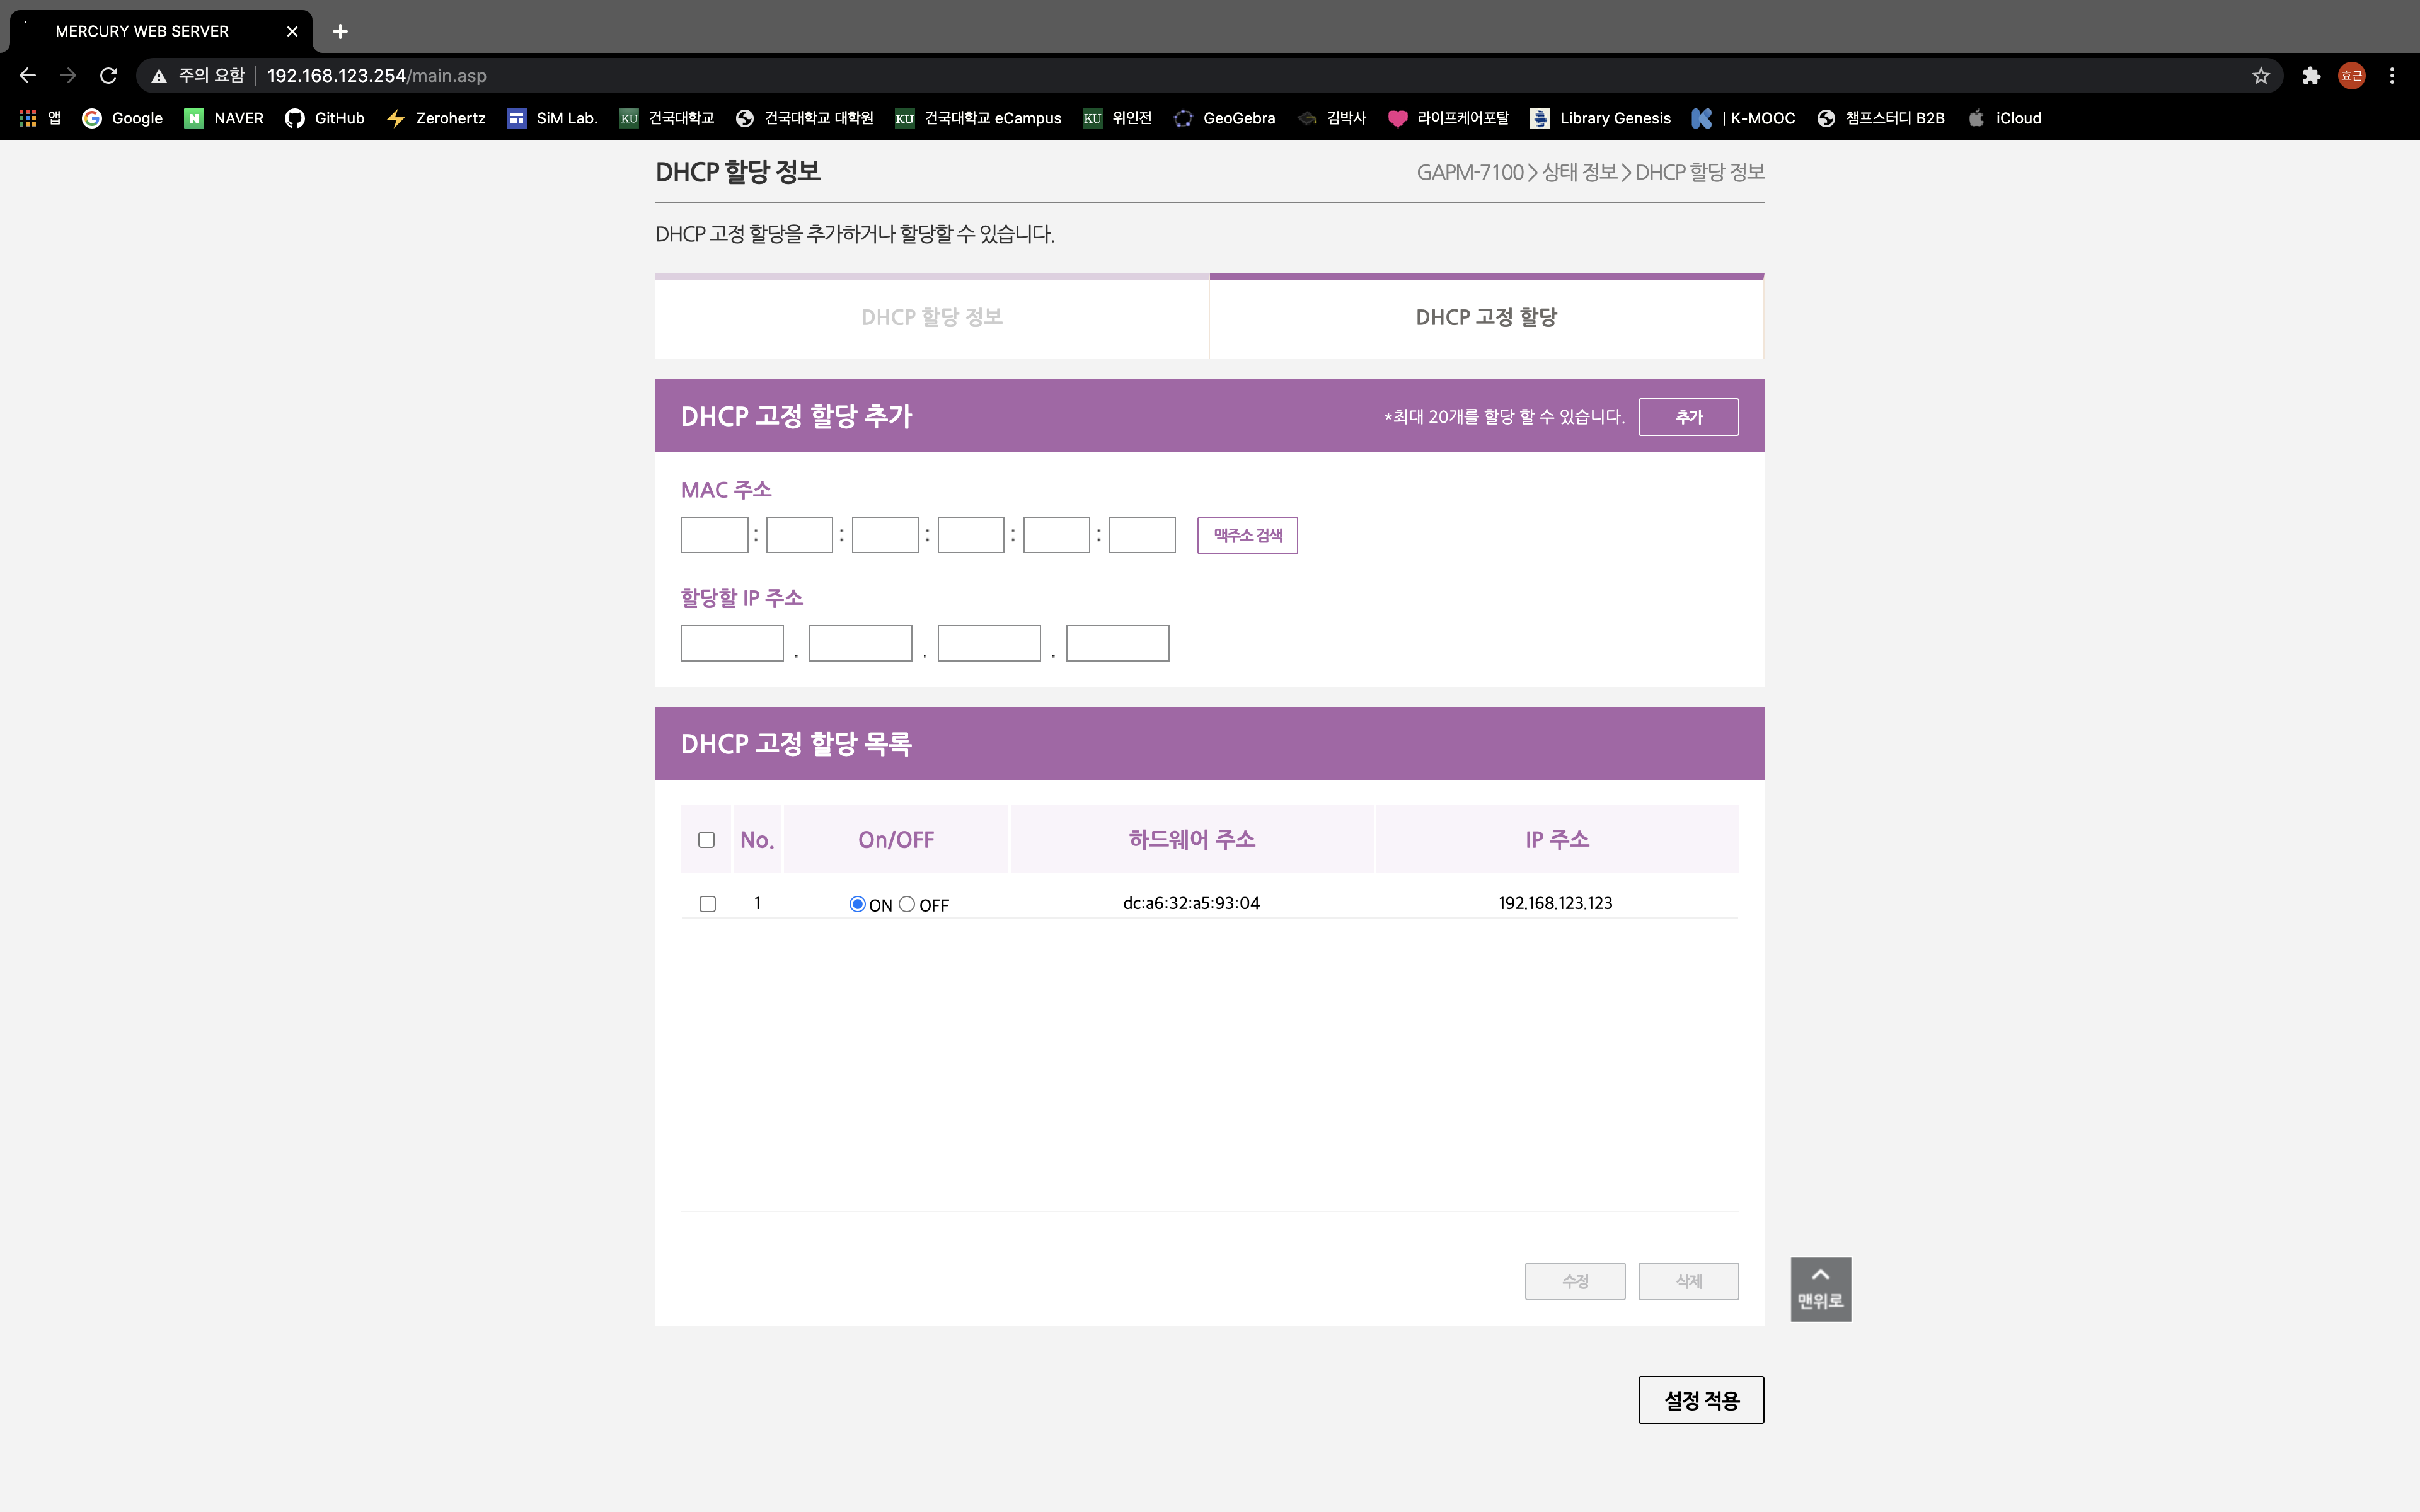 MERCURY WEB SERVER
주의 요함 192.168.123.254/main.asp
효근
앱 Google NAVER GitHub Zerohertz SiM Lab. KU 건국대학교 건국대학교 대학원 KU 건국대학교 eCampus KU 위인전 GeoGebra 김박사 라이프케어포탈 Library Genesis | K-MOOC 챔프스터디 B2B iCloud
DHCP 할당 정보
GAPM-7100 > 상태 정보 > DHCP 할당 정보
DHCP 고정 할당을 추가하거나 할당할 수 있습니다.
DHCP 할당 정보
DHCP 고정 할당
DHCP 고정 할당 추가
*최대 20개를 할당 할 수 있습니다.
추가
MAC 주소
: : : : :
맥주소 검색
할당할 IP 주소
. . .
DHCP 고정 할당 목록
No. On/OFF 하드웨어 주소 IP 주소
1 ON OFF dc:a6:32:a5:93:04 192.168.123.123
수정
삭제
맨위로
설정 적용